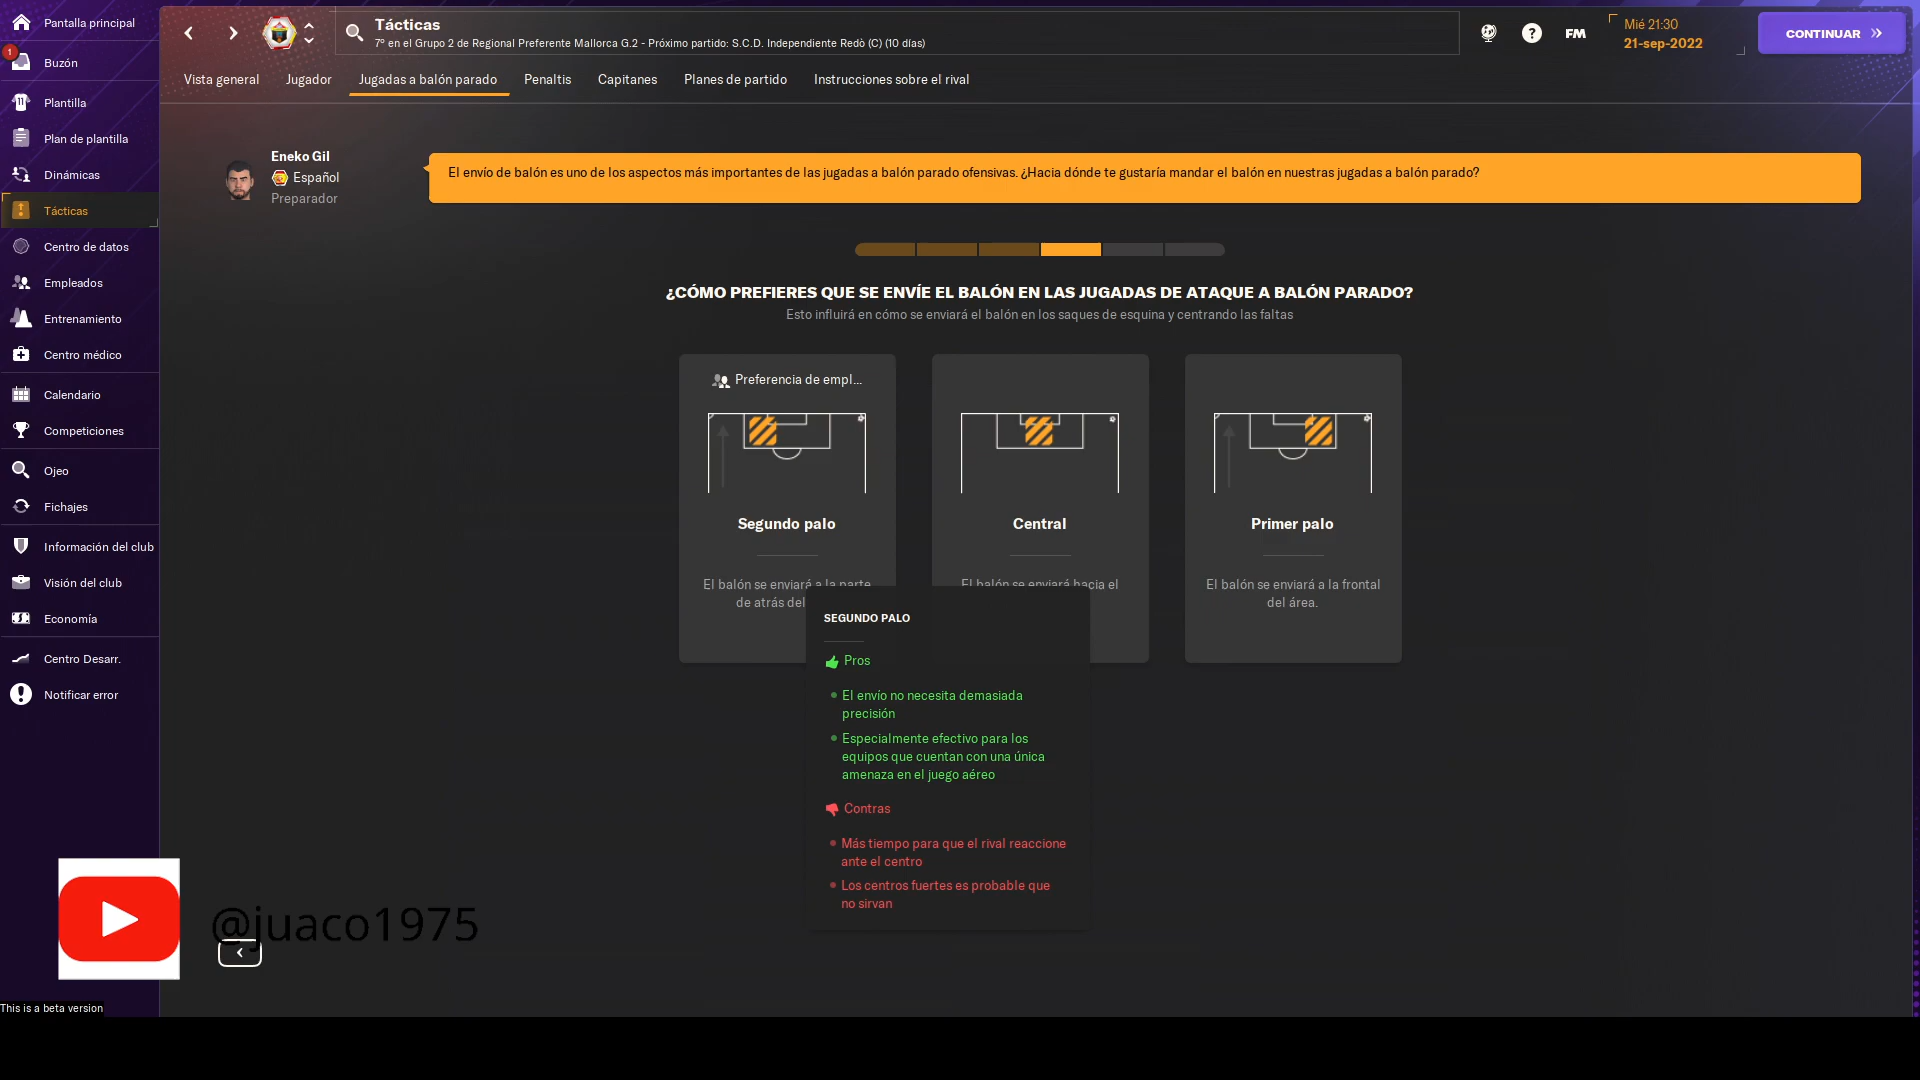 Pantalla principal
Tácticas
7º en el Grupo 2 de Regional Preferente Mallorca G.2 - Próximo partido: S.C.D. Independiente Redò (C) (10 días)
?
FM
Mié 21:30
21-sep-2022
CONTINUAR
1
Buzón
Vista general
Jugador
Jugadas a balón parado
Penaltis
Capitanes
Planes de partido
Instrucciones sobre el rival
11
Plantilla
Plan de plantilla
Dinámicas
Tácticas
Centro de datos
Empleados
Entrenamiento
Centro médico
Calendario
Competiciones
Ojeo
Fichajes
Información del club
Visión del club
Economía
Centro Desarr.
Notificar error
Eneko Gil
Español
Preparador
El envío de balón es uno de los aspectos más importantes de las jugadas a balón parado ofensivas. ¿Hacia dónde te gustaría mandar el balón en nuestras jugadas a balón parado?
¿CÓMO PREFIERES QUE SE ENVÍE EL BALÓN EN LAS JUGADAS DE ATAQUE A BALÓN PARADO?
Esto influirá en cómo se enviará el balón en los saques de esquina y centrando las faltas
Preferencia de empl...
Segundo palo
El balón se enviará a la parte
de atrás del
Central
El balón se enviará hacia el
Primer palo
El balón se enviará a la frontal
del área.
SEGUNDO PALO
Pros
El envío no necesita demasiada
precisión
Especialmente efectivo para los
equipos que cuentan con una única
amenaza en el juego aéreo
Contras
Más tiempo para que el rival reaccione
ante el centro
Los centros fuertes es probable que
no sirvan
@juaco1975
This is a beta version